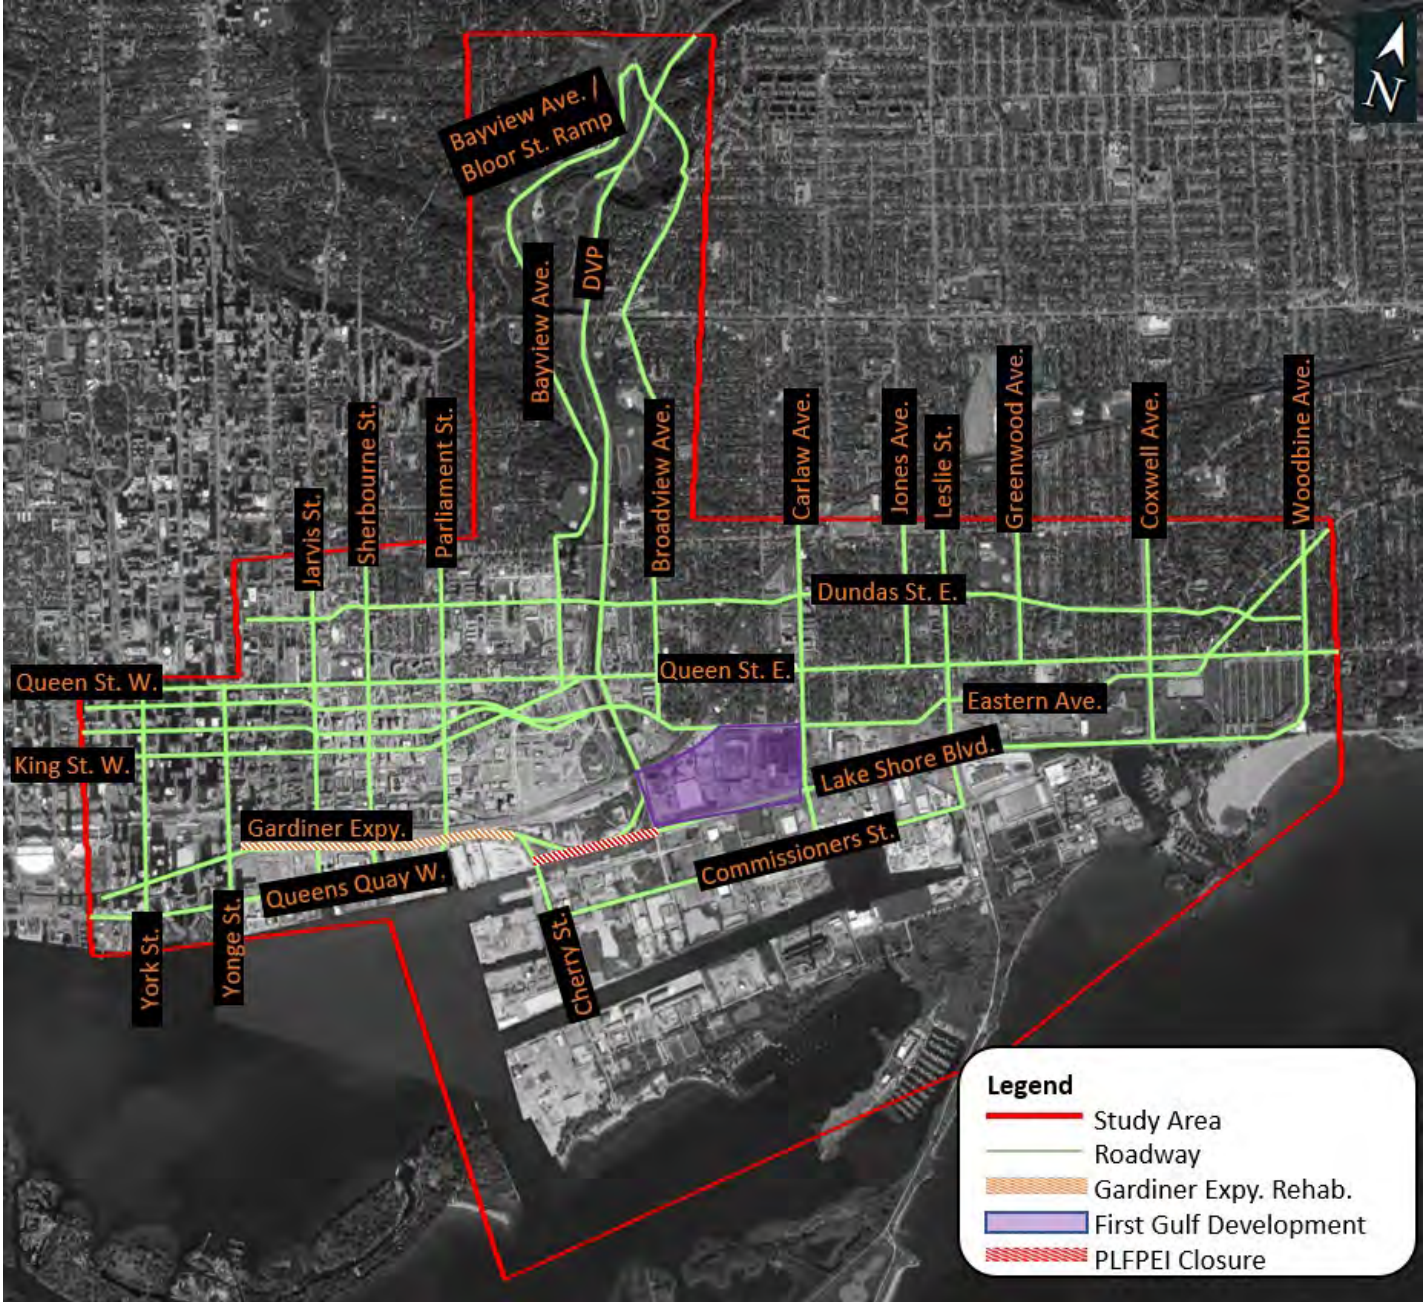 N
Bayview Ave. /
Bloor St. Ramp
Bayview Ave.
DVP
Jarvis St.
Sherbourne St.
Parliament St.
Broadview Ave.
Carlaw Ave.
Jones Ave.
Leslie St.
Greenwood Ave.
Coxwell Ave.
Woodbine Ave.
Dundas St. E.
Queen St. W.
Queen St. E.
Eastern Ave.
King St. W.
Lake Shore Blvd.
Gardiner Expy.
Commissioners St.
Queens Quay W.
York St.
Yonge St.
Cherry St.
Legend
Study Area
Roadway
Gardiner Expy. Rehab.
First Gulf Development
PLFPEI Closure